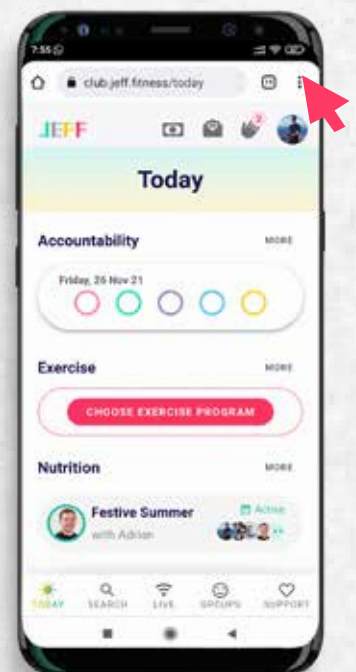 7:55
club.jeff.fitness/today
JEFF
2
Today
Accountability MORE
Friday, 26 Nov 21
Exercise MORE
CHOOSE EXERCISE PROGRAM
Nutrition MORE
Festive Summer Active
with Adrian
TODAY SEARCH LIVE GROUPS SUPPORT